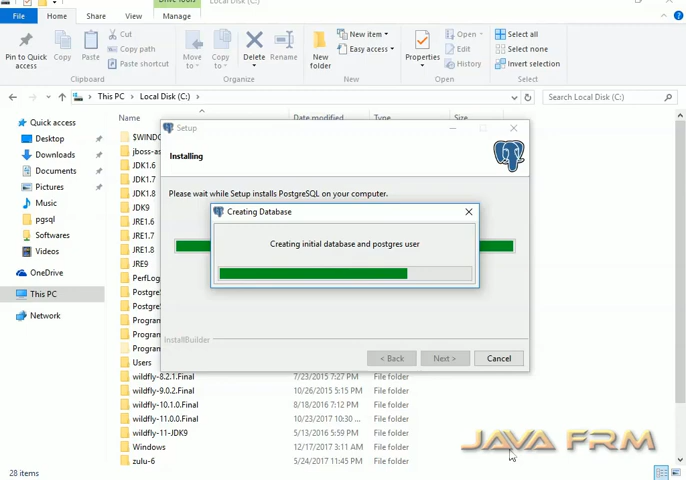 Drive Tools
Local Disk (C:)
File Home Share View Manage
Pin to Quick access
Copy
Paste
Cut
Copy path
Paste shortcut
Clipboard
Move to
Copy to
Delete
Rename
Organize
New folder
New item
Easy access
New
Properties
Open
Edit
History
Open
Select all
Select none
Invert selection
Select
This PC > Local Disk (C:) >
Search Local Disk (C:)
Name Date modified Type Size
Quick access
Desktop
Downloads
Documents
Pictures
Music
pgsql
Softwares
Videos
OneDrive
This PC
Network
jboss-as
JDK1.6
JDK1.7
JDK1.8
JDK9
JRE1.6
JRE1.7
JRE1.8
JRE9
PerfLog
Postgre
Postgre
Program
Program
Program
Users
wildfly-8.2.1.Final 7/23/2015 7:27 PM File folder
wildfly-9.0.2.Final 10/26/2015 5:15 PM File folder
wildfly-10.1.0.Final 8/18/2016 7:12 PM File folder
wildfly-11.0.0.Final 10/23/2017 10:30 ... File folder
wildfly-11-JDK9 5/13/2016 5:59 PM File folder
Windows 12/17/2017 3:11 AM File folder
zulu-6 5/24/2017 11:45 PM File folder
Setup
Installing
Please wait while Setup installs PostgreSQL on your computer.
Creating Database
Creating initial database and postgres user
InstallBuilder
< Back Next > Cancel
JAVA FRM
28 items